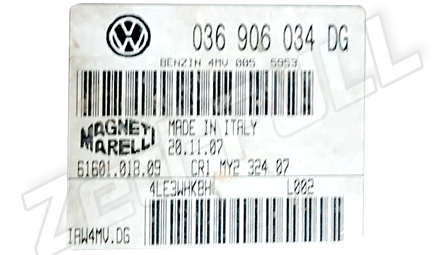 036 906 034 DG
BENZIN 4MV 005 5953
MAGNETI
MARELLI
MADE IN ITALY
20.11.07
61601.018.09 CR1.MY2 324 07
4LE3WHKBH L002
IAW4MV.DG